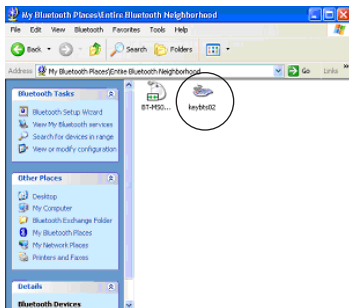 My Bluetooth Places\Entire Bluetooth Neighborhood
File Edit View Bluetooth Favorites Tools Help
Back Search Folders
Address My Bluetooth Places\Entire Bluetooth Neighborhood Go Links »
Bluetooth Tasks
Bluetooth Setup Wizard
View My Bluetooth services
Search for devices in range
View or modify configuration
Other Places
Desktop
My Computer
Bluetooth Exchange Folder
My Bluetooth Places
My Network Places
Printers and Faxes
Details
Bluetooth Devices
BT-MS0... keybts02